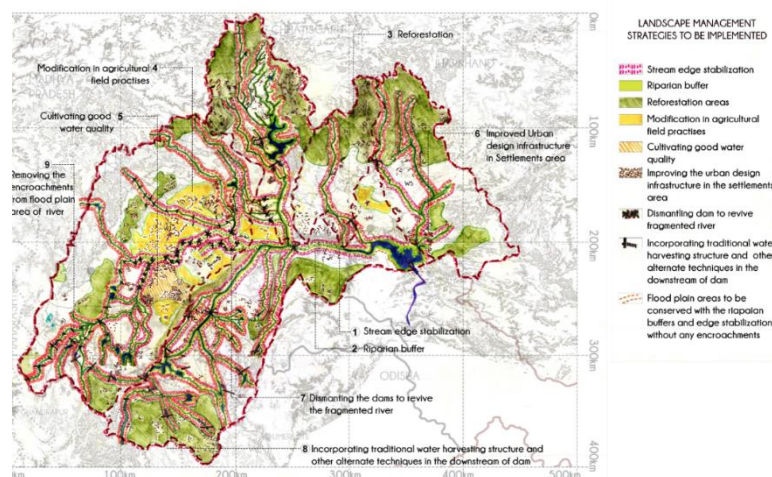 0km
3 Reforestation
Modification in agricultural 4
field practises
Cultivating good 5
water quality
9
Removing the
encroachments
from flood plain
area of river
100km
6 Improved Urban
design infrastructure
in Settlements area
200km
1 Stream edge stabilization
2 Riparian buffer
300km
ODISHA
7 Dismanting the dams to revive
the fragmented river
8 Incorporating traditional water harvesting structure and
other alternate techniques in the downstream of dam
400km
0km
100km
200km
300km
400km
500km
LANDSCAPE MANAGEMENT
STRATEGIES TO BE IMPLEMENTED
Stream edge stabilization
Riparian buffer
Reforestation areas
Modification in agricultural
field practises
Cultivating good water
quality
Improving the urban design
infrastructure in the settlements
area
Dismantling dam to revive
fragmented river
Incorporating traditional water
harvesting structure and other
alternate techniques in the
downstream of dam
Flood plain areas to be
conserved with the riapaian
buffers and edge stabilization
without any encroachments